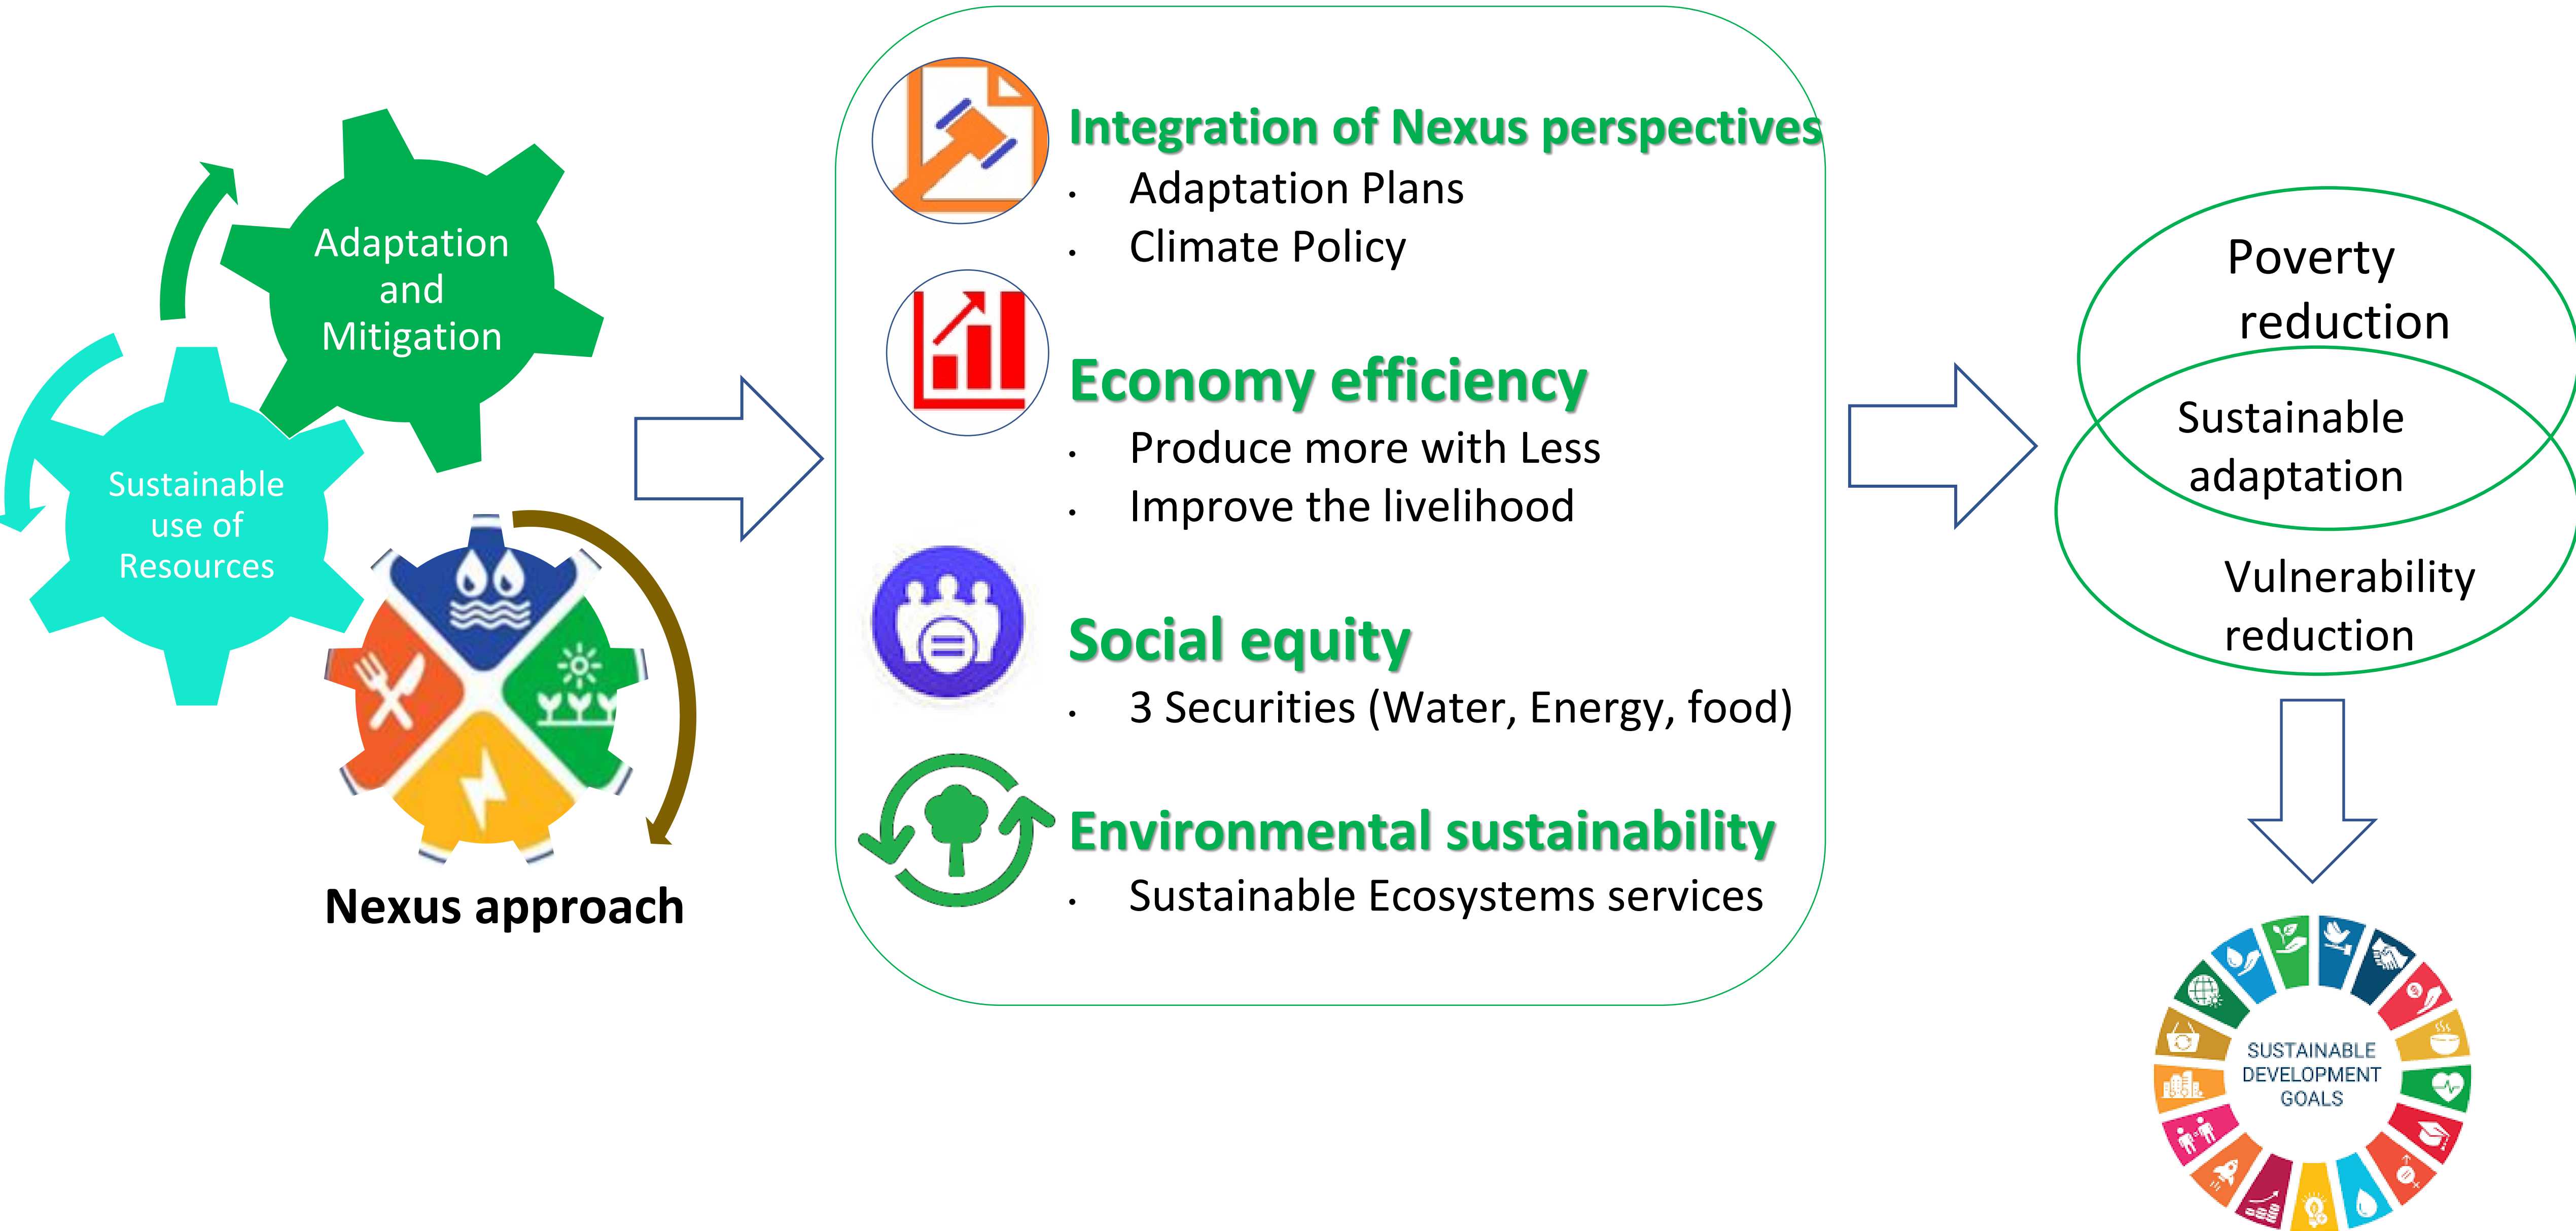 Adaptation
and
Mitigation
Sustainable
use of
Resources
Nexus approach
Integration of Nexus perspectives
• Adaptation Plans
• Climate Policy
Economy efficiency
• Produce more with Less
• Improve the livelihood
Social equity
• 3 Securities (Water, Energy, food)
Environmental sustainability
• Sustainable Ecosystems services
Poverty
reduction
Sustainable
adaptation
Vulnerability
reduction
SUSTAINABLE
DEVELOPMENT
GOALS